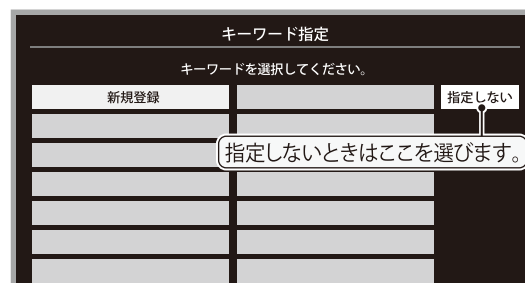 キーワード指定
キーワードを選択してください。
新規登録
指定しない
指定しないときはここを選びます。